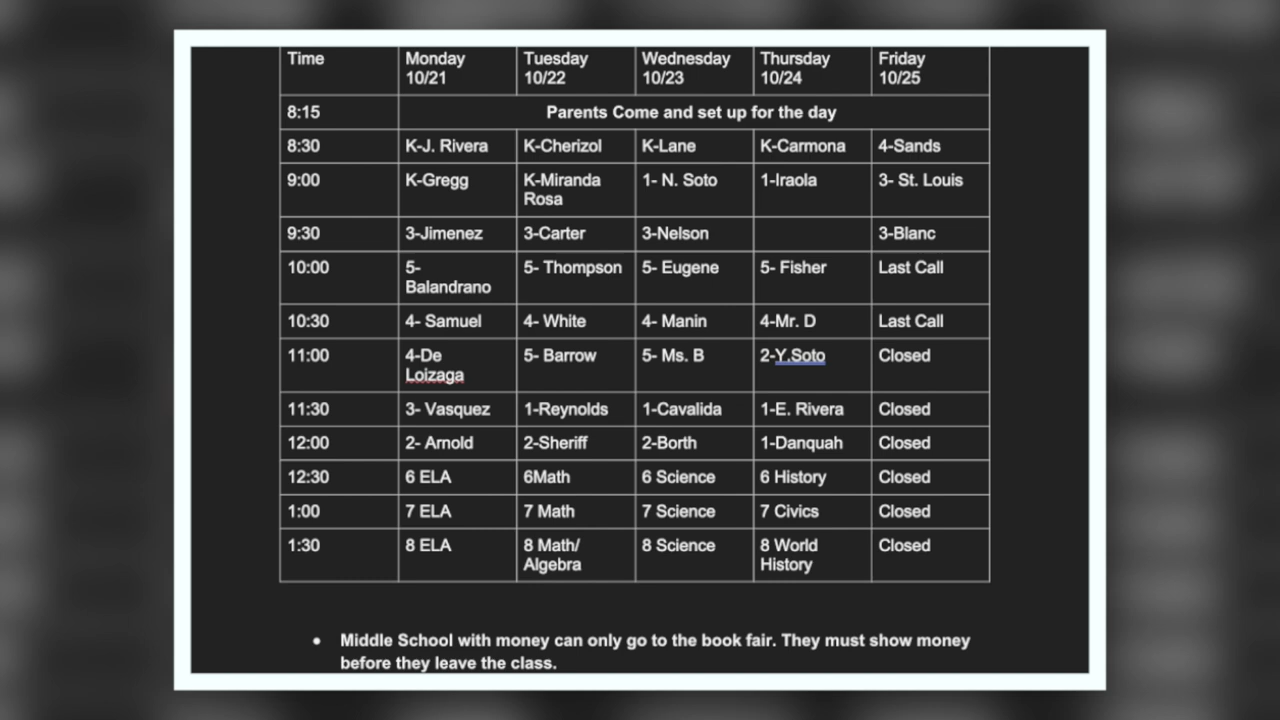 Time Monday Tuesday Wednesday Thursday Friday
10/21 10/22 10/23 10/24 10/25
8:15 Parents Come and set up for the day
8:30 K-J. Rivera K-Cherizol K-Lane K-Carmona 4-Sands
9:00 K-Gregg K-Miranda 1- N. Soto 1-Iraola 3- St. Louis
Rosa
9:30 3-Jimenez 3-Carter 3-Nelson 3-Blanc
10:00 5- 5- Thompson 5- Eugene 5- Fisher Last Call
Balandrano
10:30 4- Samuel 4- White 4- Manin 4-Mr. D Last Call
11:00 4-De 5- Barrow 5- Ms. B 2-Y.Soto Closed
Loizaga
11:30 3- Vasquez 1-Reynolds 1-Cavalida 1-E. Rivera Closed
12:00 2- Arnold 2-Sheriff 2-Borth 1-Danquah Closed
12:30 6 ELA 6Math 6 Science 6 History Closed
1:00 7 ELA 7 Math 7 Science 7 Civics Closed
1:30 8 ELA 8 Math/ 8 Science 8 World Closed
Algebra History
• Middle School with money can only go to the book fair. They must show money
before they leave the class.